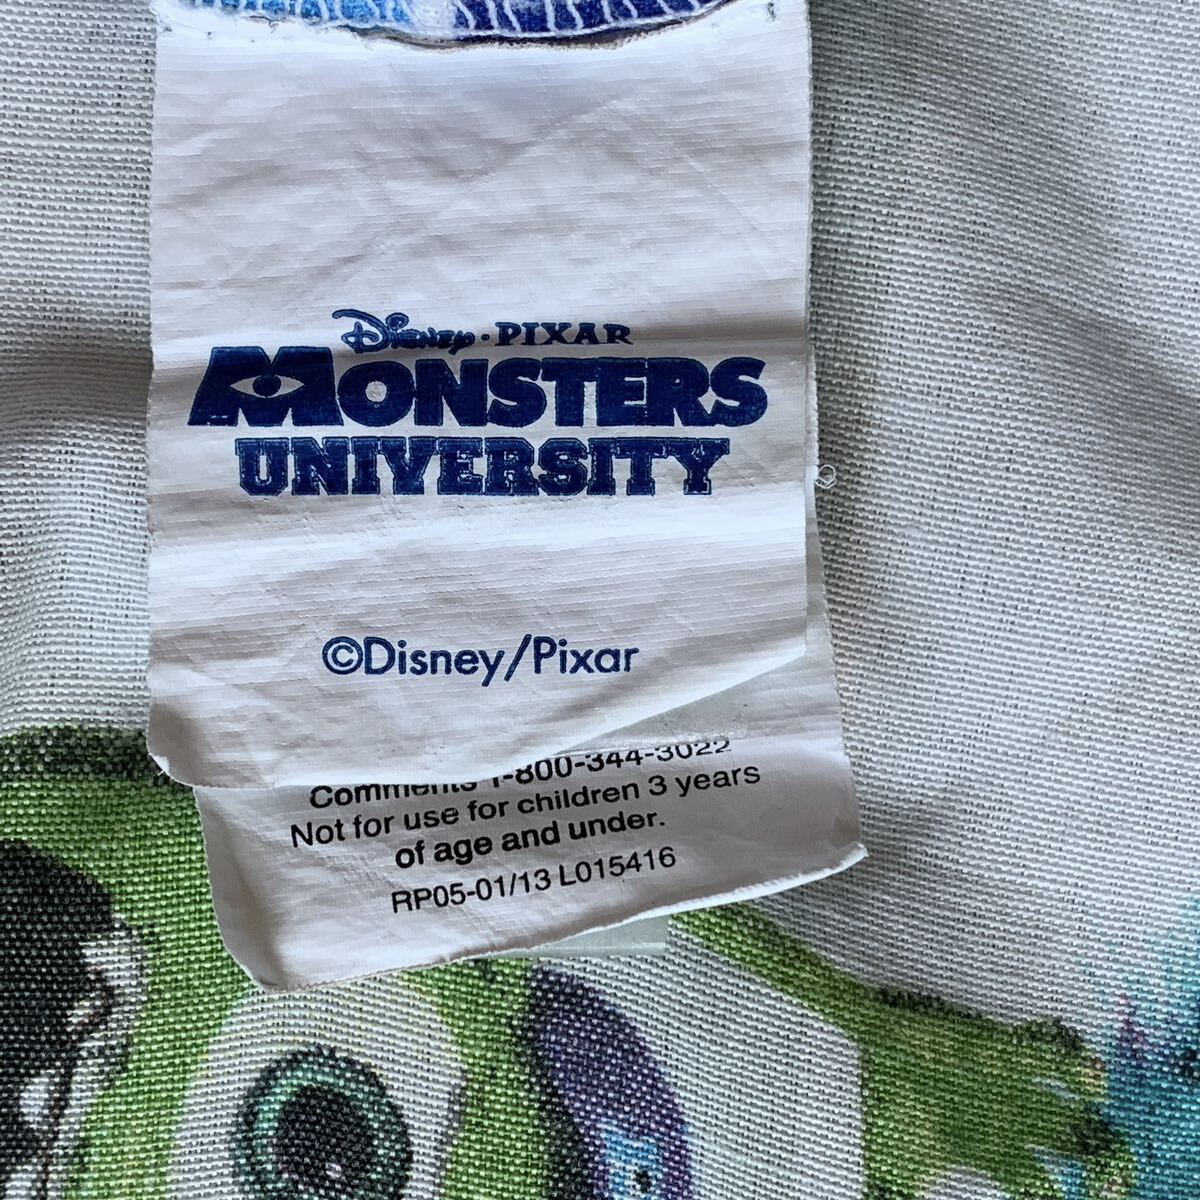 Disney · PIXAR
MONSTERS
UNIVERSITY
©Disney/Pixar
Comments 1-800-344-3022
Not for use for children 3 years
of age and under.
RP05-01/13 L015416